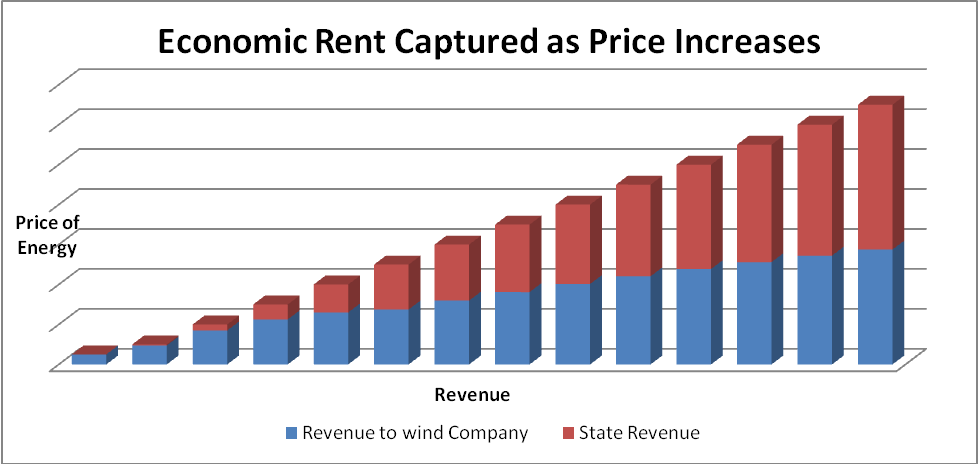 Economic Rent Captured as Price Increases
Price of
Energy
Revenue
Revenue to wind Company
State Revenue